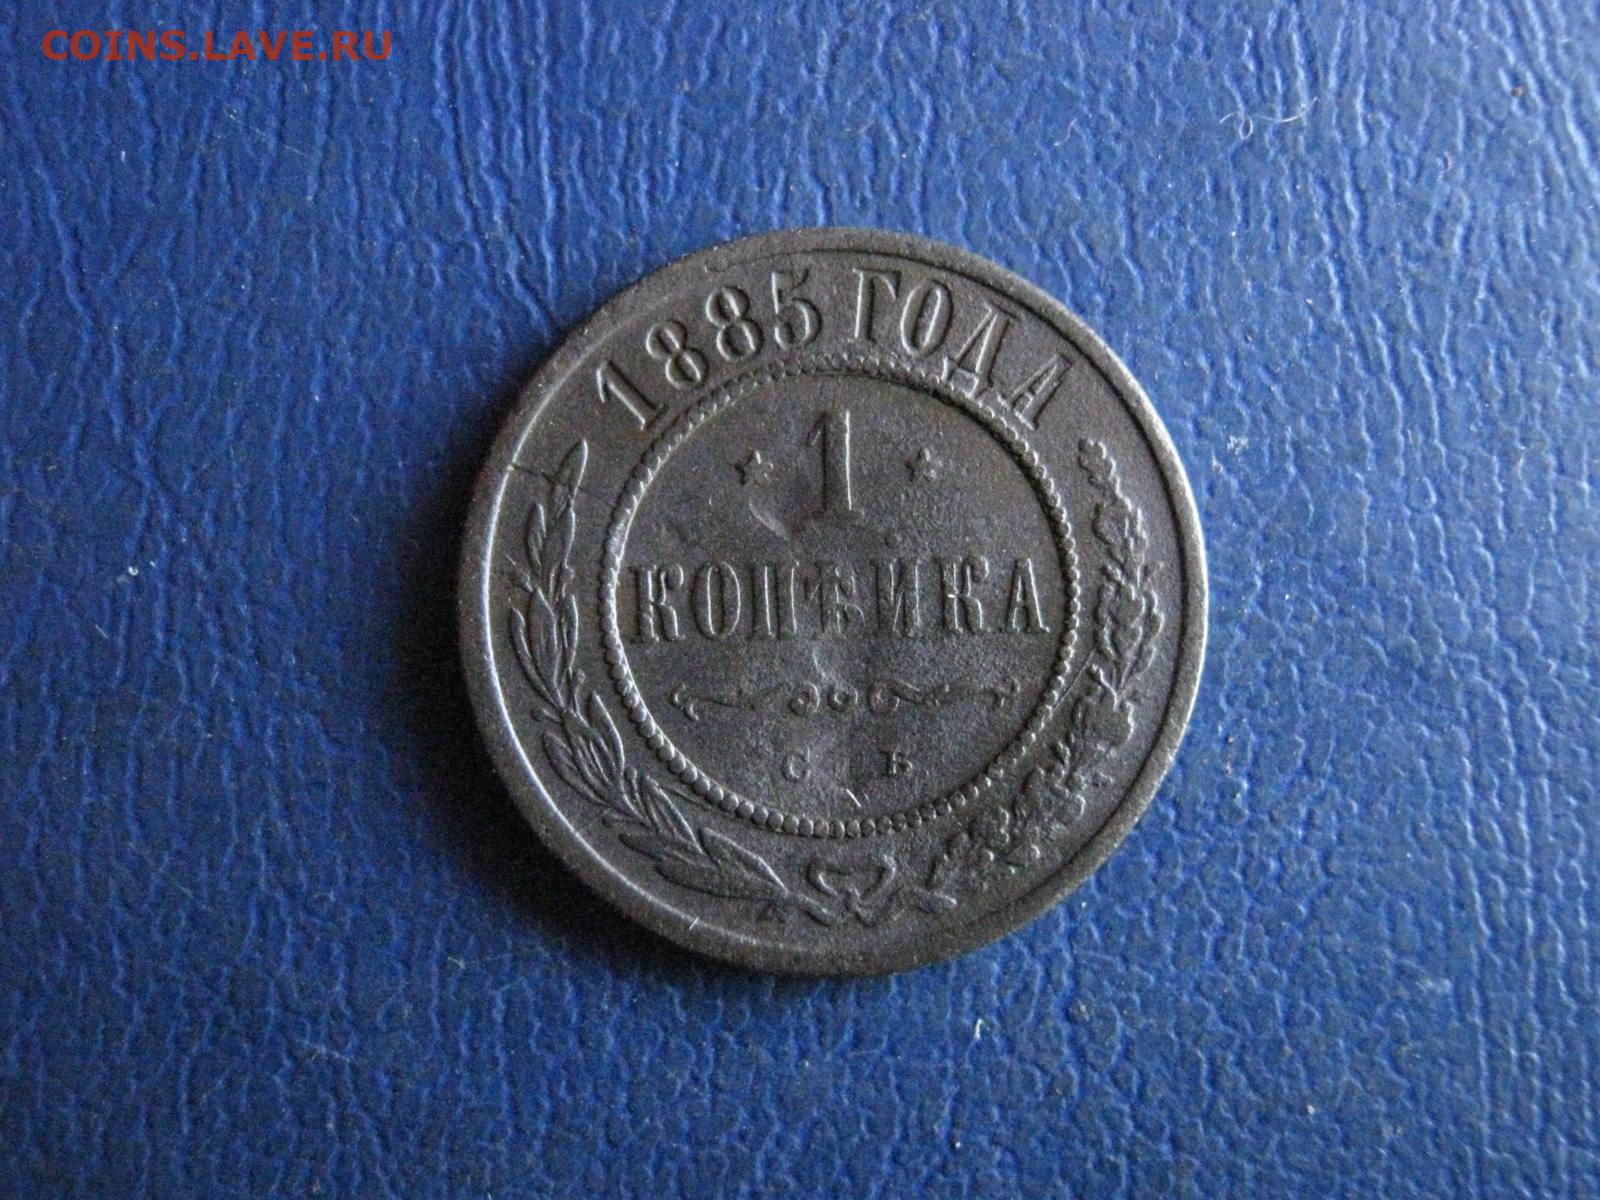 COINS.LAVE.RU
1885 ГОДА
* 1 *
КОПѢЙКА
С П Б